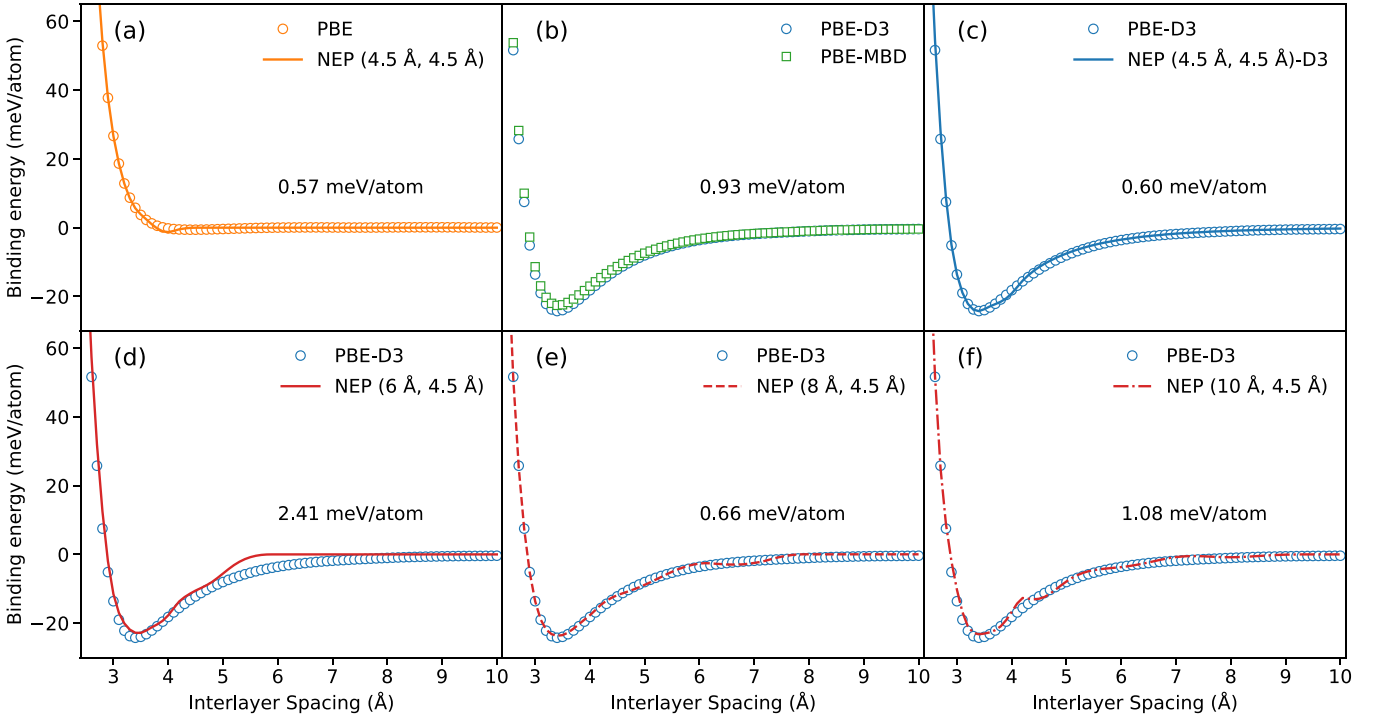 (a)
PBE
NEP (4.5 Å, 4.5 Å)
0.57 meV/atom
(b)
PBE-D3
PBE-MBD
0.93 meV/atom
(c)
PBE-D3
NEP (4.5 Å, 4.5 Å)-D3
0.60 meV/atom
60
40
20
0
−20
Binding energy (meV/atom)
(d)
PBE-D3
NEP (6 Å, 4.5 Å)
2.41 meV/atom
(e)
PBE-D3
NEP (8 Å, 4.5 Å)
0.66 meV/atom
(f)
PBE-D3
NEP (10 Å, 4.5 Å)
1.08 meV/atom
60
40
20
0
−20
Binding energy (meV/atom)
3 4 5 6 7 8 9 10
Interlayer Spacing (Å)
3 4 5 6 7 8 9 10
Interlayer Spacing (Å)
3 4 5 6 7 8 9 10
Interlayer Spacing (Å)